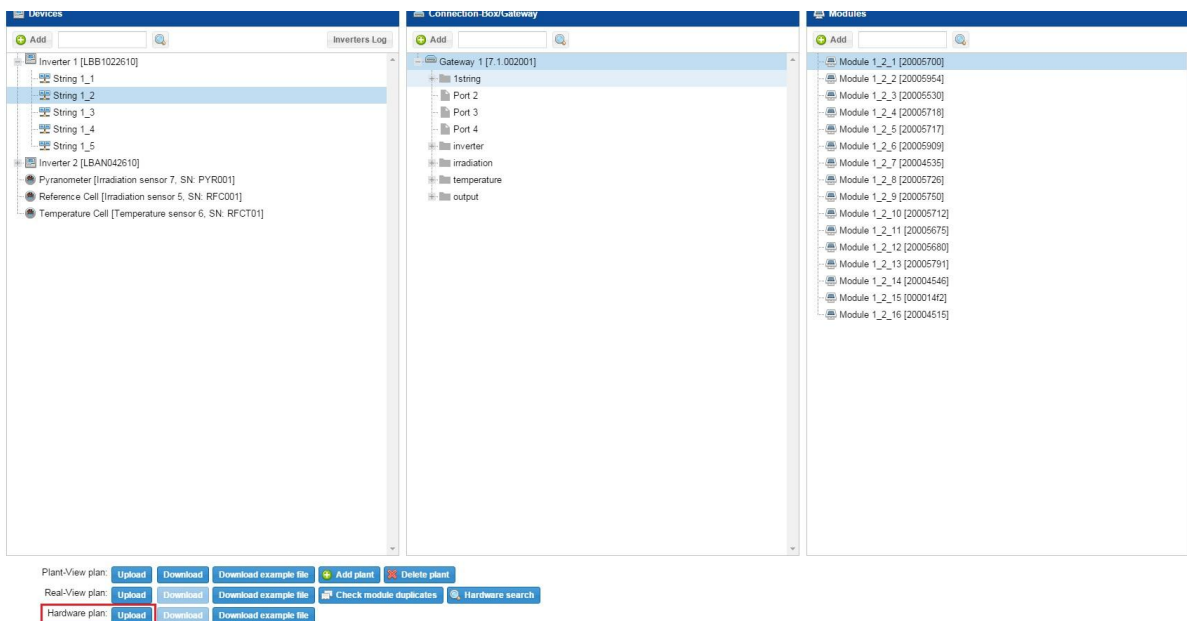 Devices
Add
Inverters Log
Inverter 1 [LBB1022610]
String 1_1
String 1_2
String 1_3
String 1_4
String 1_5
Inverter 2 [LBAN042610]
Pyranometer [Irradiation sensor 7, SN: PYR001]
Reference Cell [Irradiation sensor 5, SN: RFC001]
Temperature Cell [Temperature sensor 6, SN: RFCT01]
Connection-Box/Gateway
Add
Gateway 1 [7.1.002001]
1string
Port 2
Port 3
Port 4
inverter
irradiation
temperature
output
Modules
Add
Module 1_2_1 [20005700]
Module 1_2_2 [20005954]
Module 1_2_3 [20005530]
Module 1_2_4 [20005718]
Module 1_2_5 [20005717]
Module 1_2_6 [20005909]
Module 1_2_7 [20004535]
Module 1_2_8 [20005726]
Module 1_2_9 [20005750]
Module 1_2_10 [20005712]
Module 1_2_11 [20005675]
Module 1_2_12 [20005680]
Module 1_2_13 [20005791]
Module 1_2_14 [20004546]
Module 1_2_15 [000014f2]
Module 1_2_16 [20004515]
Plant-View plan: Upload Download Download example file Add plant Delete plant
Real-View plan: Upload Download Download example file Check module duplicates Hardware search
Hardware plan: Upload Download Download example file